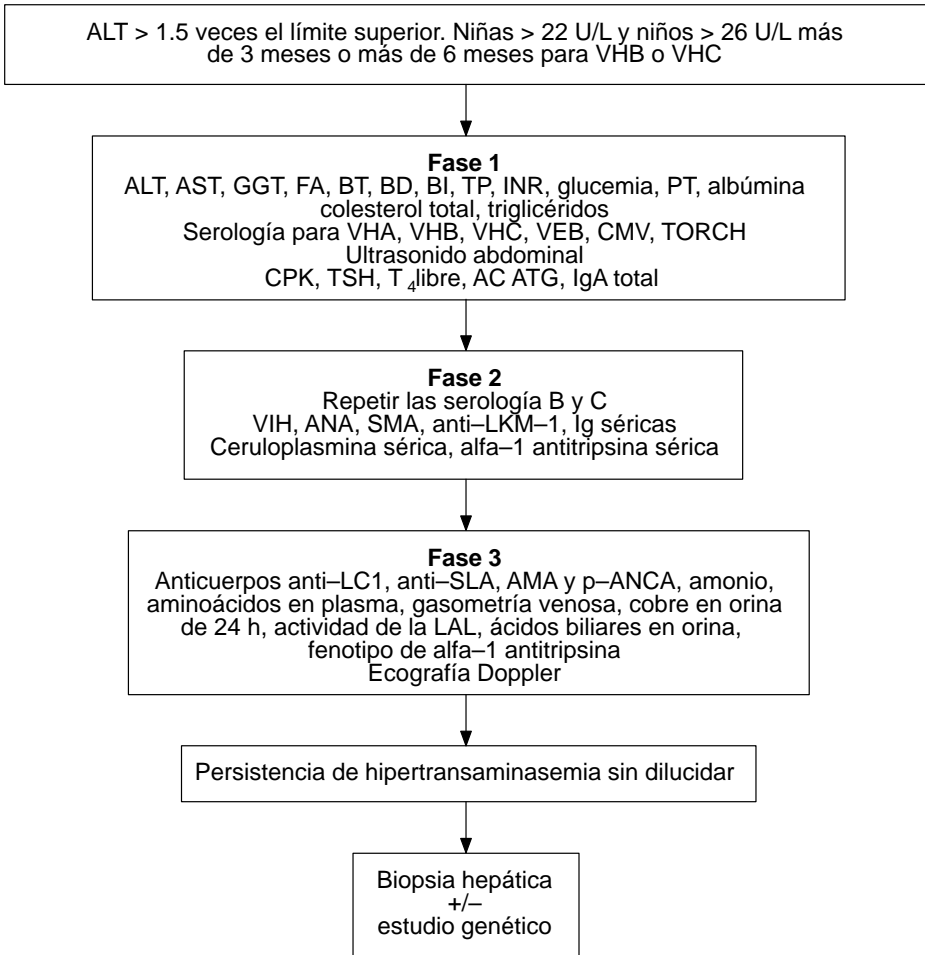 ALT > 1.5 veces el límite superior. Niñas > 22 U/L y niños > 26 U/L más
de 3 meses o más de 6 meses para VHB o VHC
Fase 1
ALT, AST, GGT, FA, BT, BD, BI, TP, INR, glucemia, PT, albúmina
colesterol total, triglicéridos
Serología para VHA, VHB, VHC, VEB, CMV, TORCH
Ultrasonido abdominal
CPK, TSH, T 4libre, AC ATG, IgA total
Fase 2
Repetir las serología B y C
VIH, ANA, SMA, anti–LKM–1, Ig séricas
Ceruloplasmina sérica, alfa–1 antitripsina sérica
Fase 3
Anticuerpos anti–LC1, anti–SLA, AMA y p–ANCA, amonio,
aminoácidos en plasma, gasometría venosa, cobre en orina
de 24 h, actividad de la LAL, ácidos biliares en orina,
fenotipo de alfa–1 antitripsina
Ecografía Doppler
Persistencia de hipertransaminasemia sin dilucidar
Biopsia hepática
+/–
estudio genético